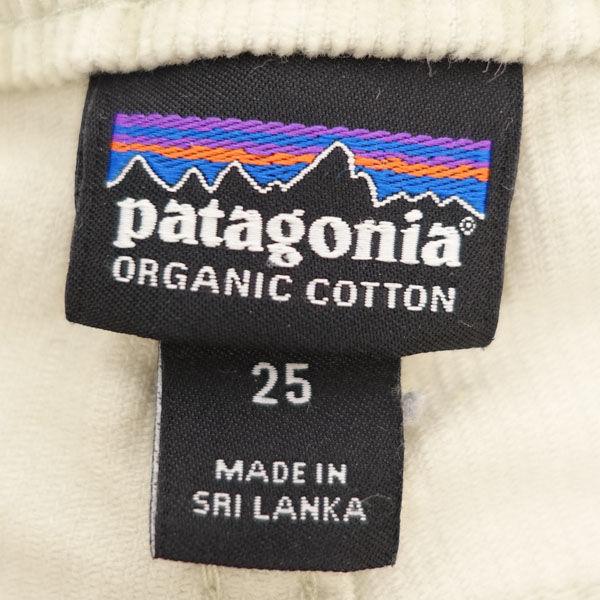 patagonia®
ORGANIC COTTON
25
MADE IN
SRI LANKA